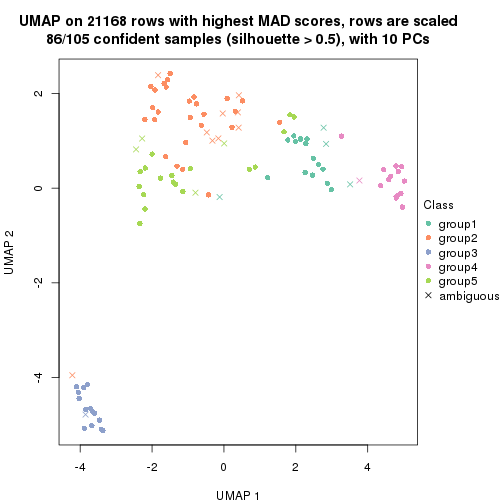 UMAP on 21168 rows with highest MAD scores, rows are scaled
86/105 confident samples (silhouette > 0.5), with 10 PCs
2
0
-2
-4
UMAP 2
-4
-2
0
2
4
UMAP 1
Class
group1
group2
group3
group4
group5
ambiguous